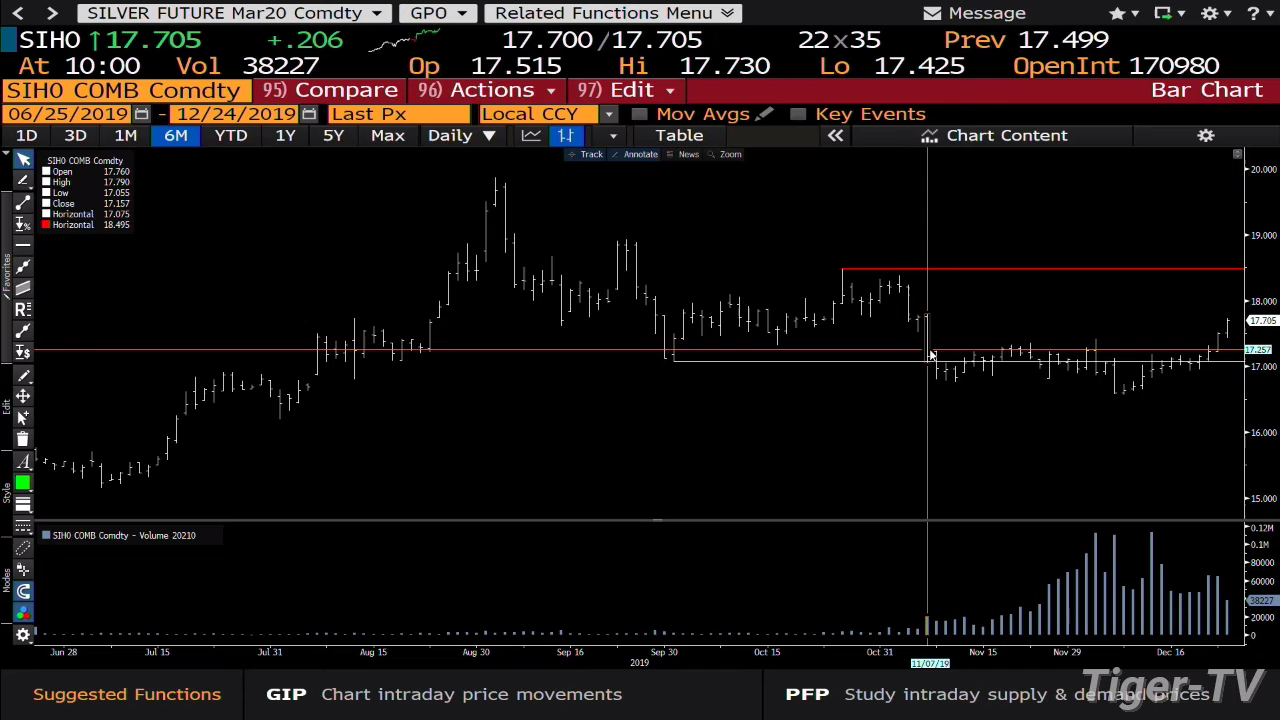 SILVER FUTURE Mar20 Comdty GPO Related Functions Menu Message
SIH0 ↑17.705 +.206 17.700/17.705 22x35 Prev 17.499
At 10:00 Vol 38227 Op 17.515 Hi 17.730 Lo 17.425 OpenInt 170980
SIH0 COMB Comdty 95) Compare 96) Actions 97) Edit Bar Chart
06/25/2019 - 12/24/2019 Last Px Local CCY Mov Avgs Key Events
1D 3D 1M 6M YTD 1Y 5Y Max Daily Table Chart Content
Track Annotate News Zoom
SIH0 COMB Comdty
Open 17.760
High 17.790
Low 17.055
Close 17.157
Horizontal 17.075
Horizontal 18.495
Favorites
Edit
Style
Modes
20.000
19.000
18.000
17.705
17.257
17.000
16.000
15.000
SIH0 COMB Comdty - Volume 20210
0.12M
0.1M
80000
60000
38227
20000
0
Jun 28 Jul 15 Jul 31 Aug 15 Aug 30 Sep 16 Sep 30 Oct 15 Oct 31 Nov 15 Nov 29 Dec 16
2019 11/07/19
Suggested Functions GIP Chart intraday price movements PFP Study intraday supply & demand prices
Tiger-TV